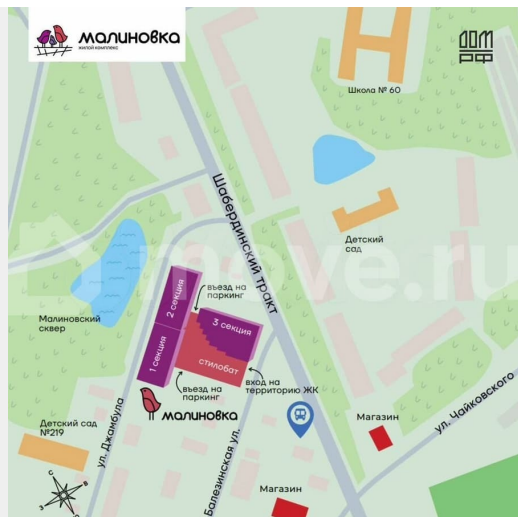 малиновка
жилой комплекс
ДОМ
РФ
Школа № 60
Шабердинский тракт
Детский
сад
move.ru
въезд на
паркинг
2 секция
3 секция
Малиновский
сквер
1 секция
стилобат
въезд на
паркинг
вход на
территорию ЖК
малиновка
Детский сад
№219
ул. Джамбула
Балезинская ул.
Магазин
ул. Чайковского
Магазин
С
В
З
Ю